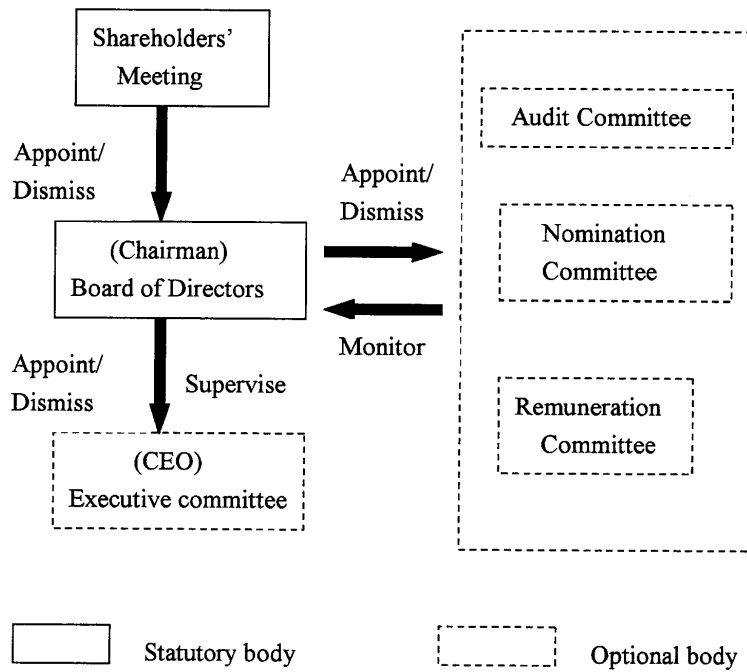 Shareholders'
Meeting
Audit Committee
Appoint/
Dismiss
Appoint/
Dismiss
Nomination
Committee
(Chairman)
Board of Directors
Monitor
Appoint/
Dismiss
Supervise
Remuneration
Committee
(CEO)
Executive committee
Statutory body
Optional body